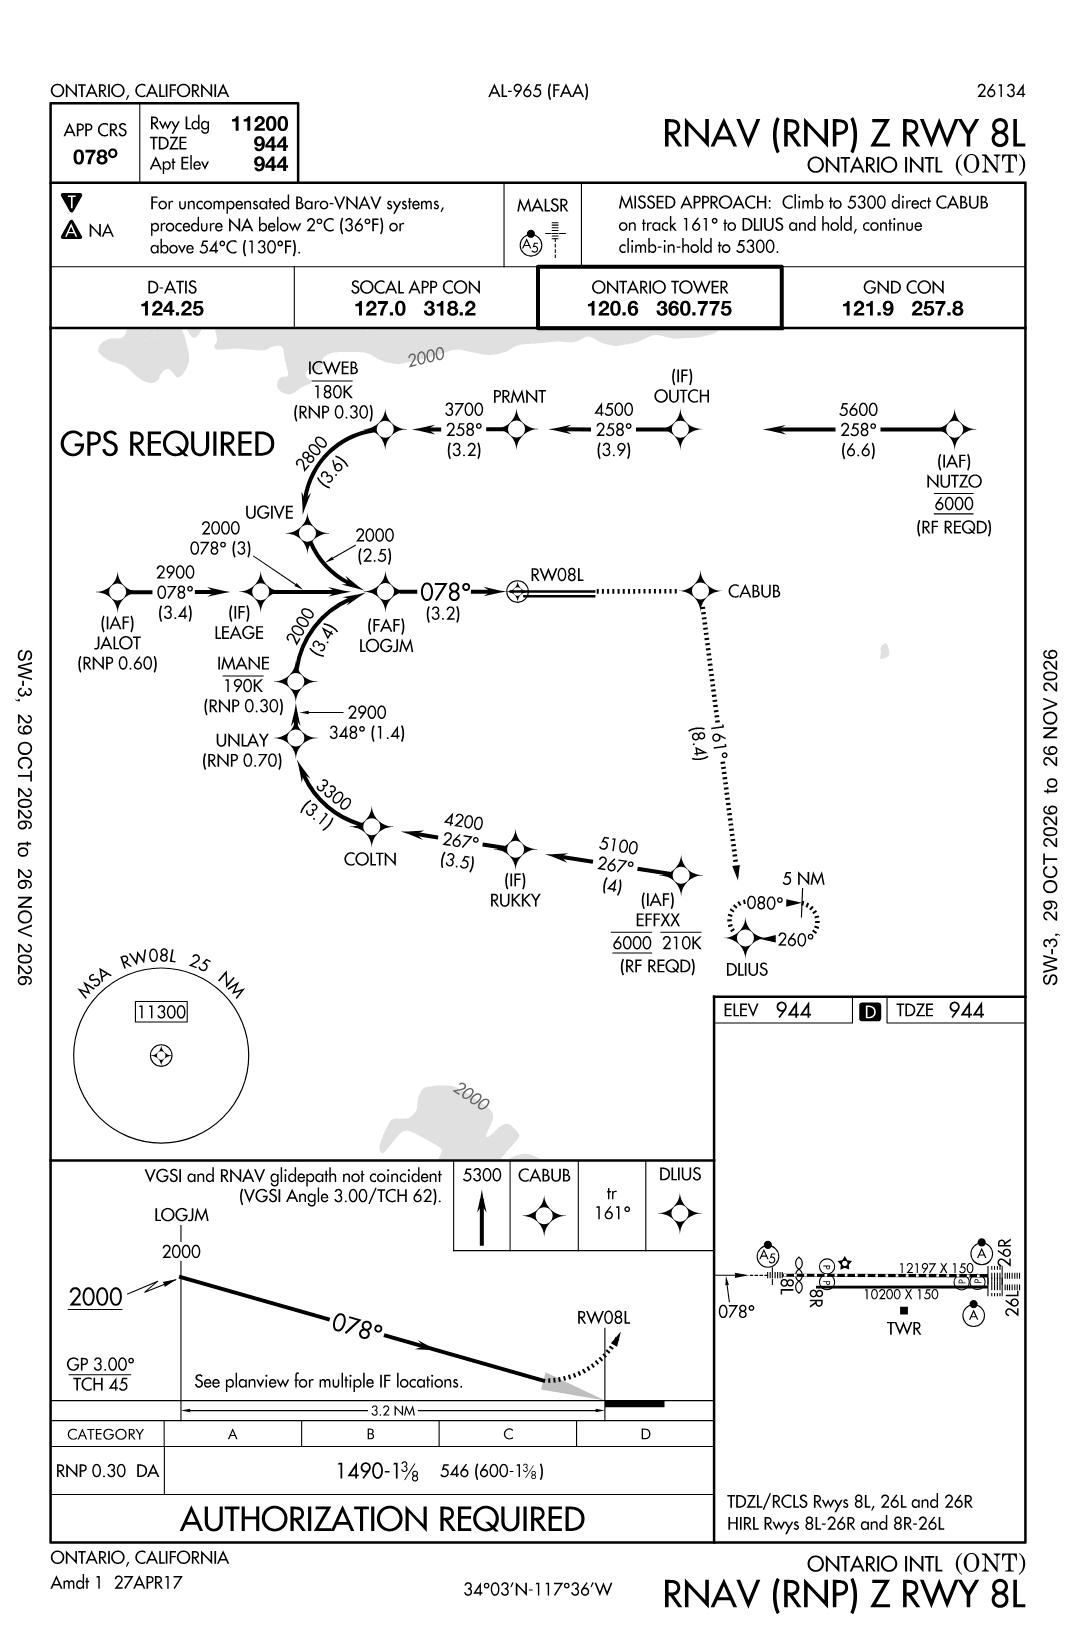 ONTARIO, CALIFORNIA
AL-965 (FAA)
26134
APP CRS
078°
Rwy Ldg 11200
TDZE 944
Apt Elev 944
RNAV (RNP) Z RWY 8L
ONTARIO INTL (ONT)
T
A NA
For uncompensated Baro-VNAV systems,
procedure NA below 2°C (36°F) or
above 54°C (130°F).
MALSR
A5
MISSED APPROACH: Climb to 5300 direct CABUB
on track 161° to DLIUS and hold, continue
climb-in-hold to 5300.
D-ATIS
124.25
SOCAL APP CON
127.0 318.2
ONTARIO TOWER
120.6 360.775
GND CON
121.9 257.8
2000
GPS REQUIRED
ICWEB
180K
(RNP 0.30)
3700
258°
(3.2)
PRMNT
4500
258°
(3.9)
(IF)
OUTCH
5600
258°
(6.6)
(IAF)
NUTZO
6000
(RF REQD)
2800
(3.6)
UGIVE
2000
078° (3)
2000
(2.5)
2900
078°
(3.4)
(IAF)
JALOT
(RNP 0.60)
(IF)
LEAGE
2000
(3.4)
(FAF)
LOGJM
078°
(3.2)
RW08L
CABUB
IMANE
190K
(RNP 0.30)
2900
348° (1.4)
UNLAY
(RNP 0.70)
3300
(3.1)
COLTN
4200
267°
(3.5)
(IF)
RUKKY
5100
267°
(4)
(IAF)
EFFXX
6000 210K
(RF REQD)
161°
(8.4)
5 NM
080°
260°
DLIUS
MSA RW08L 25 NM
11300
2000
SW-3, 29 OCT 2026 to 26 NOV 2026
SW-3, 29 OCT 2026 to 26 NOV 2026
ELEV 944
D
TDZE 944
A5
8L
8R
P
P
P
P
12197 X 150
10200 X 150
A
A
26R
26L
078°
TWR
TDZL/RCLS Rwys 8L, 26L and 26R
HIRL Rwys 8L-26R and 8R-26L
VGSI and RNAV glidepath not coincident
(VGSI Angle 3.00/TCH 62).
5300
CABUB
tr
161°
DLIUS
LOGJM
2000
2000
078°
RW08L
GP 3.00°
TCH 45
See planview for multiple IF locations.
3.2 NM
CATEGORY A B C D
RNP 0.30 DA 1490-1⅜ 546 (600-1⅜)
AUTHORIZATION REQUIRED
ONTARIO, CALIFORNIA
Amdt 1 27APR17
34°03'N-117°36'W
ONTARIO INTL (ONT)
RNAV (RNP) Z RWY 8L